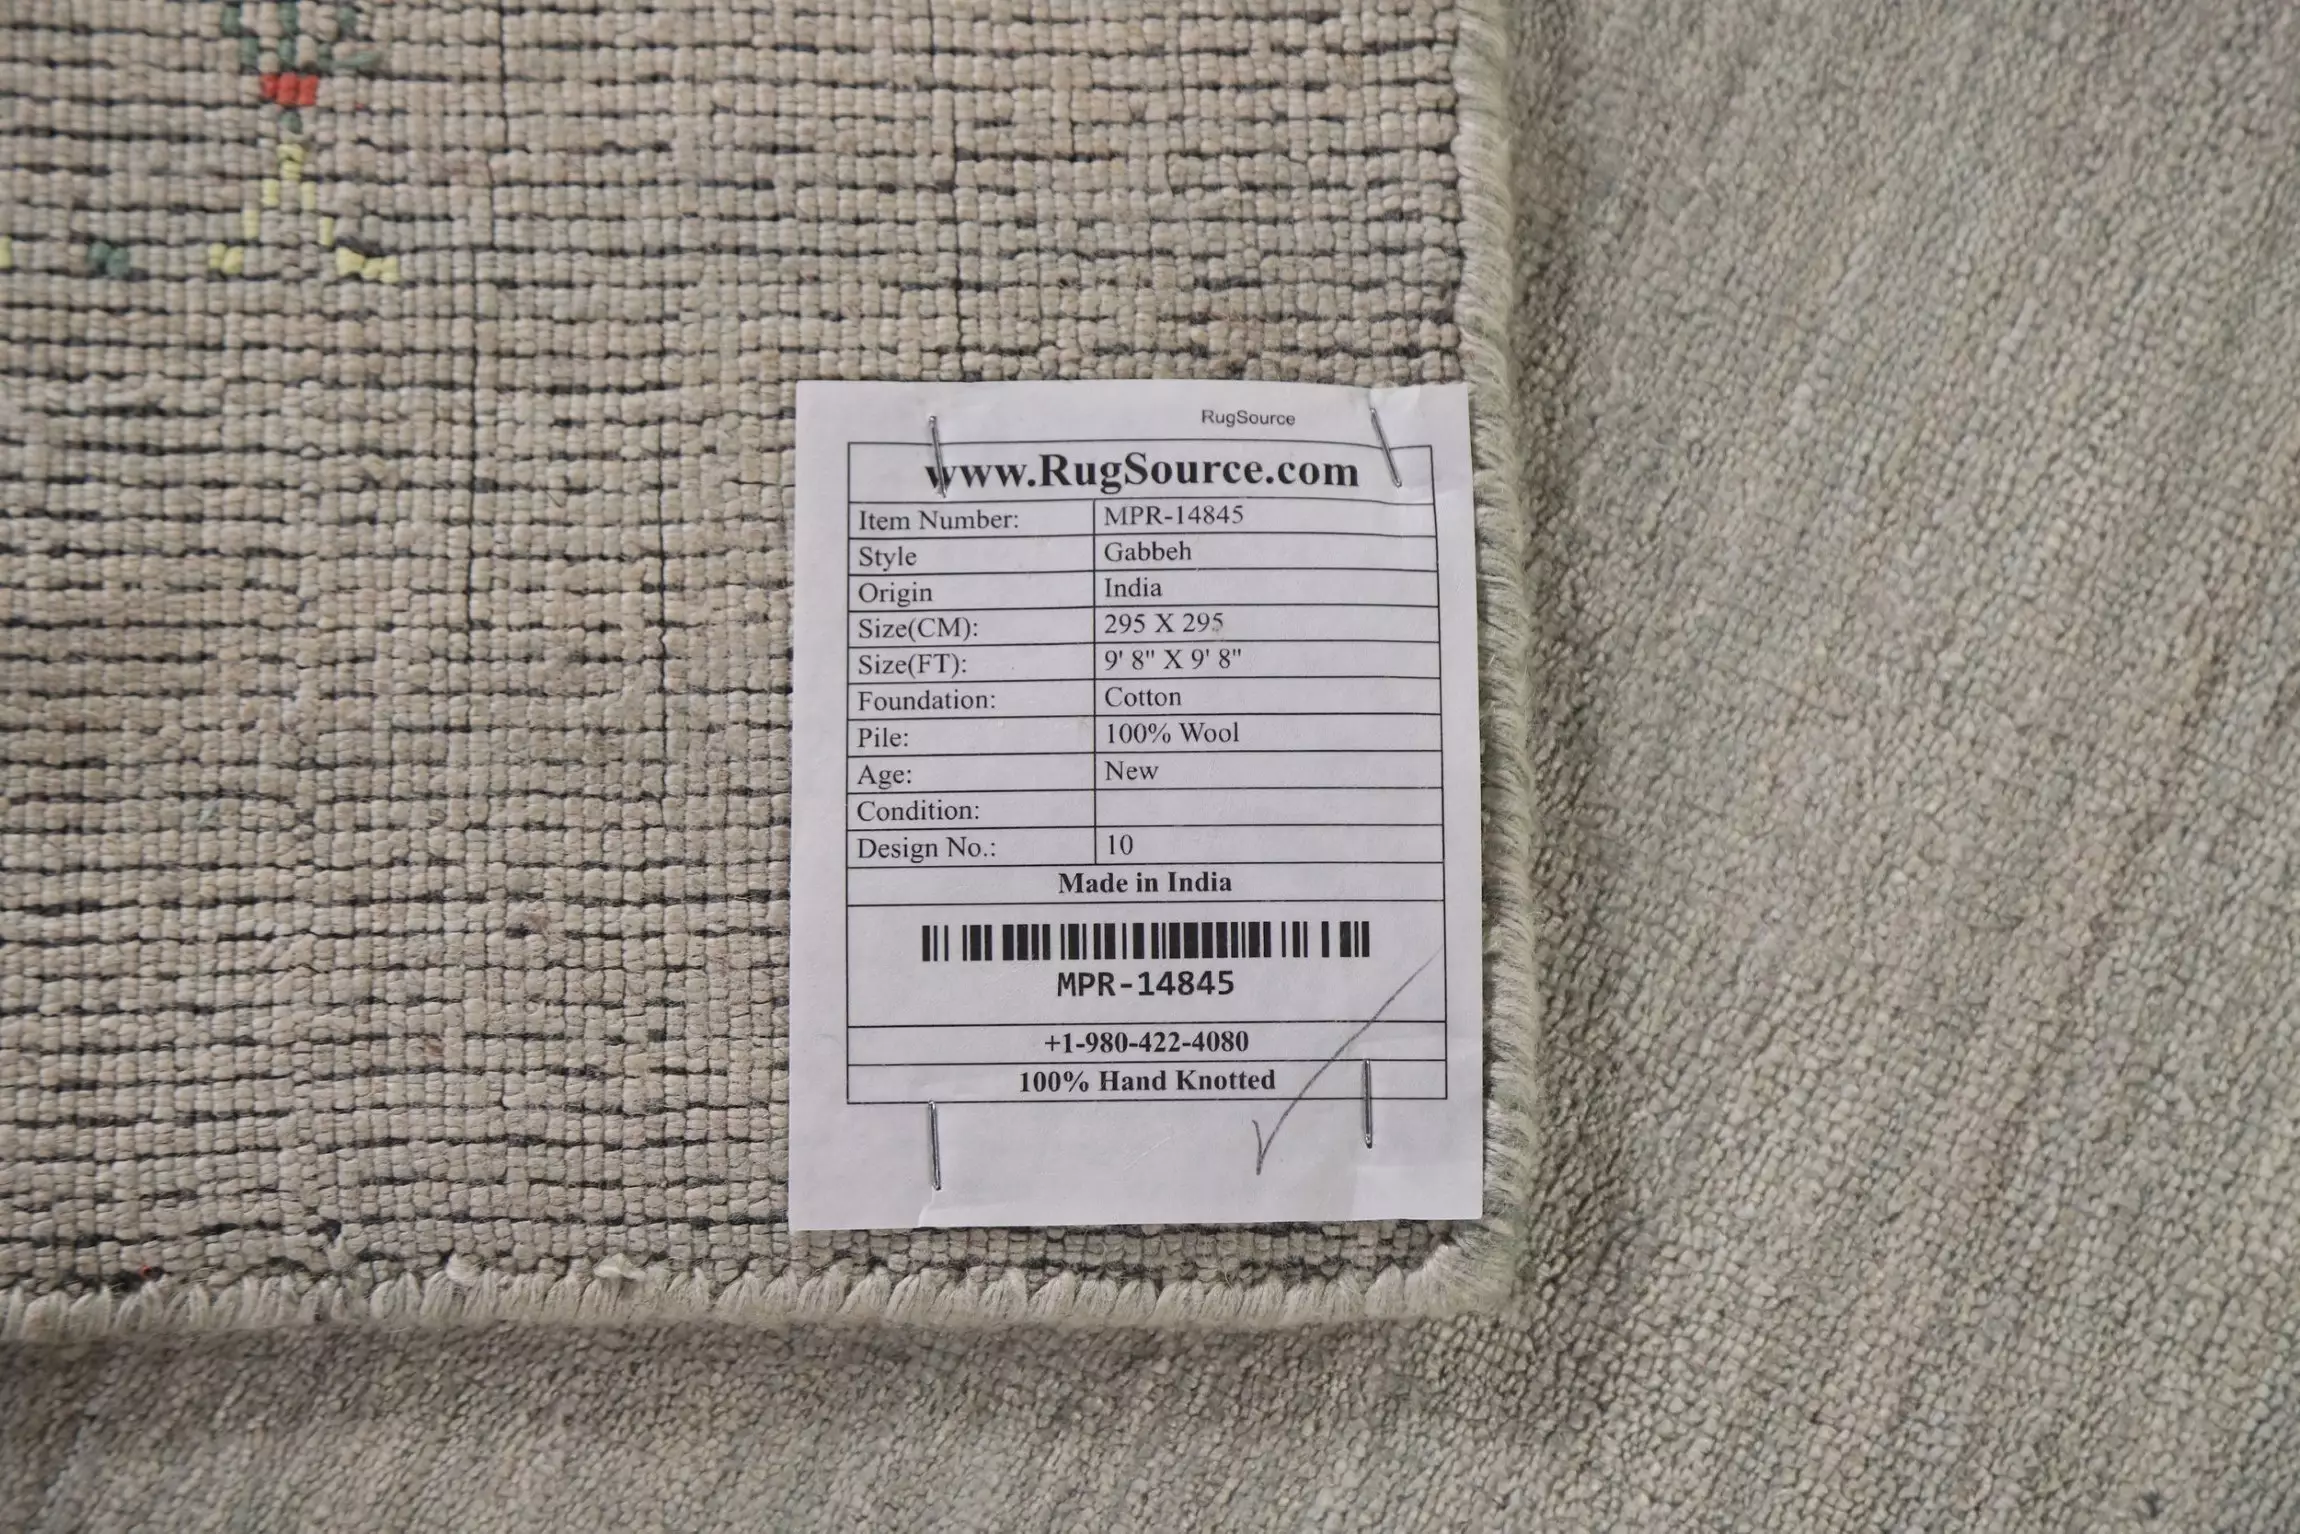 RugSource
www.RugSource.com
Item Number: MPR-14845
Style Gabbeh
Origin India
Size(CM): 295 X 295
Size(FT): 9' 8" X 9' 8"
Foundation: Cotton
Pile: 100% Wool
Age: New
Condition:
Design No.: 10
Made in India
MPR-14845
+1-980-422-4080
100% Hand Knotted